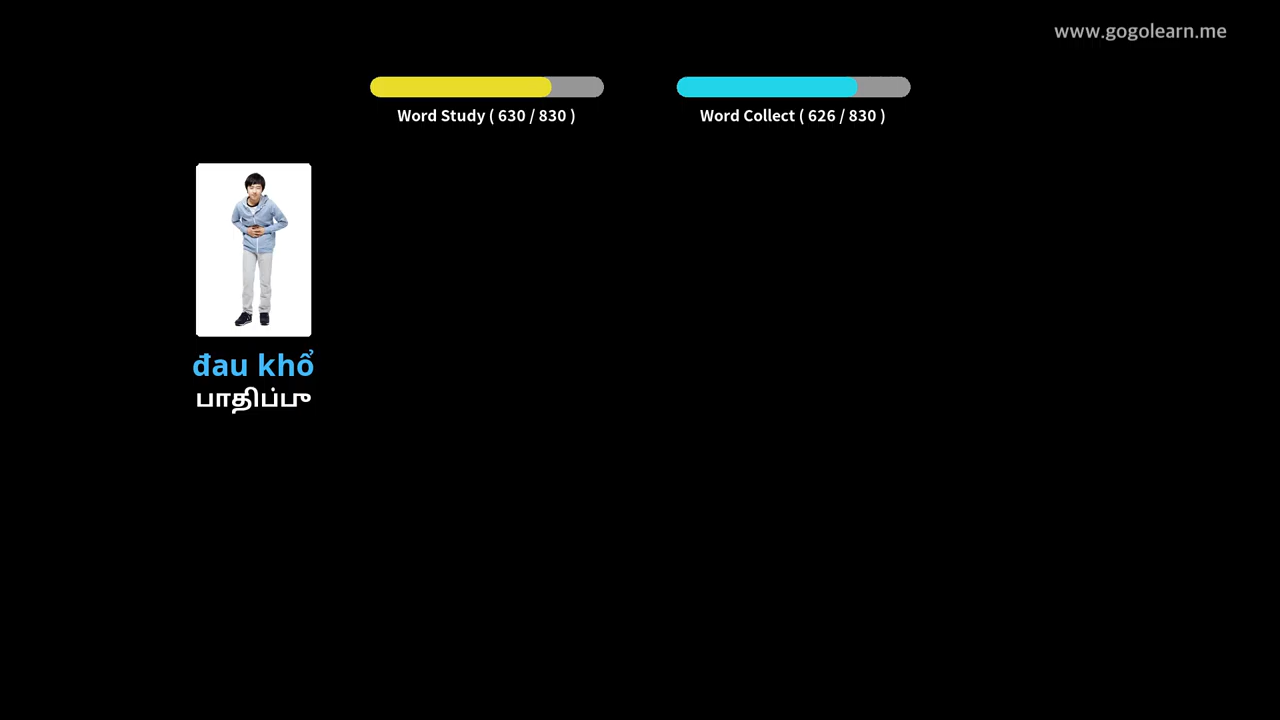 www.gogolearn.me
Word Study ( 630 / 830 )
Word Collect ( 626 / 830 )
đau khổ
பாதிப்பு